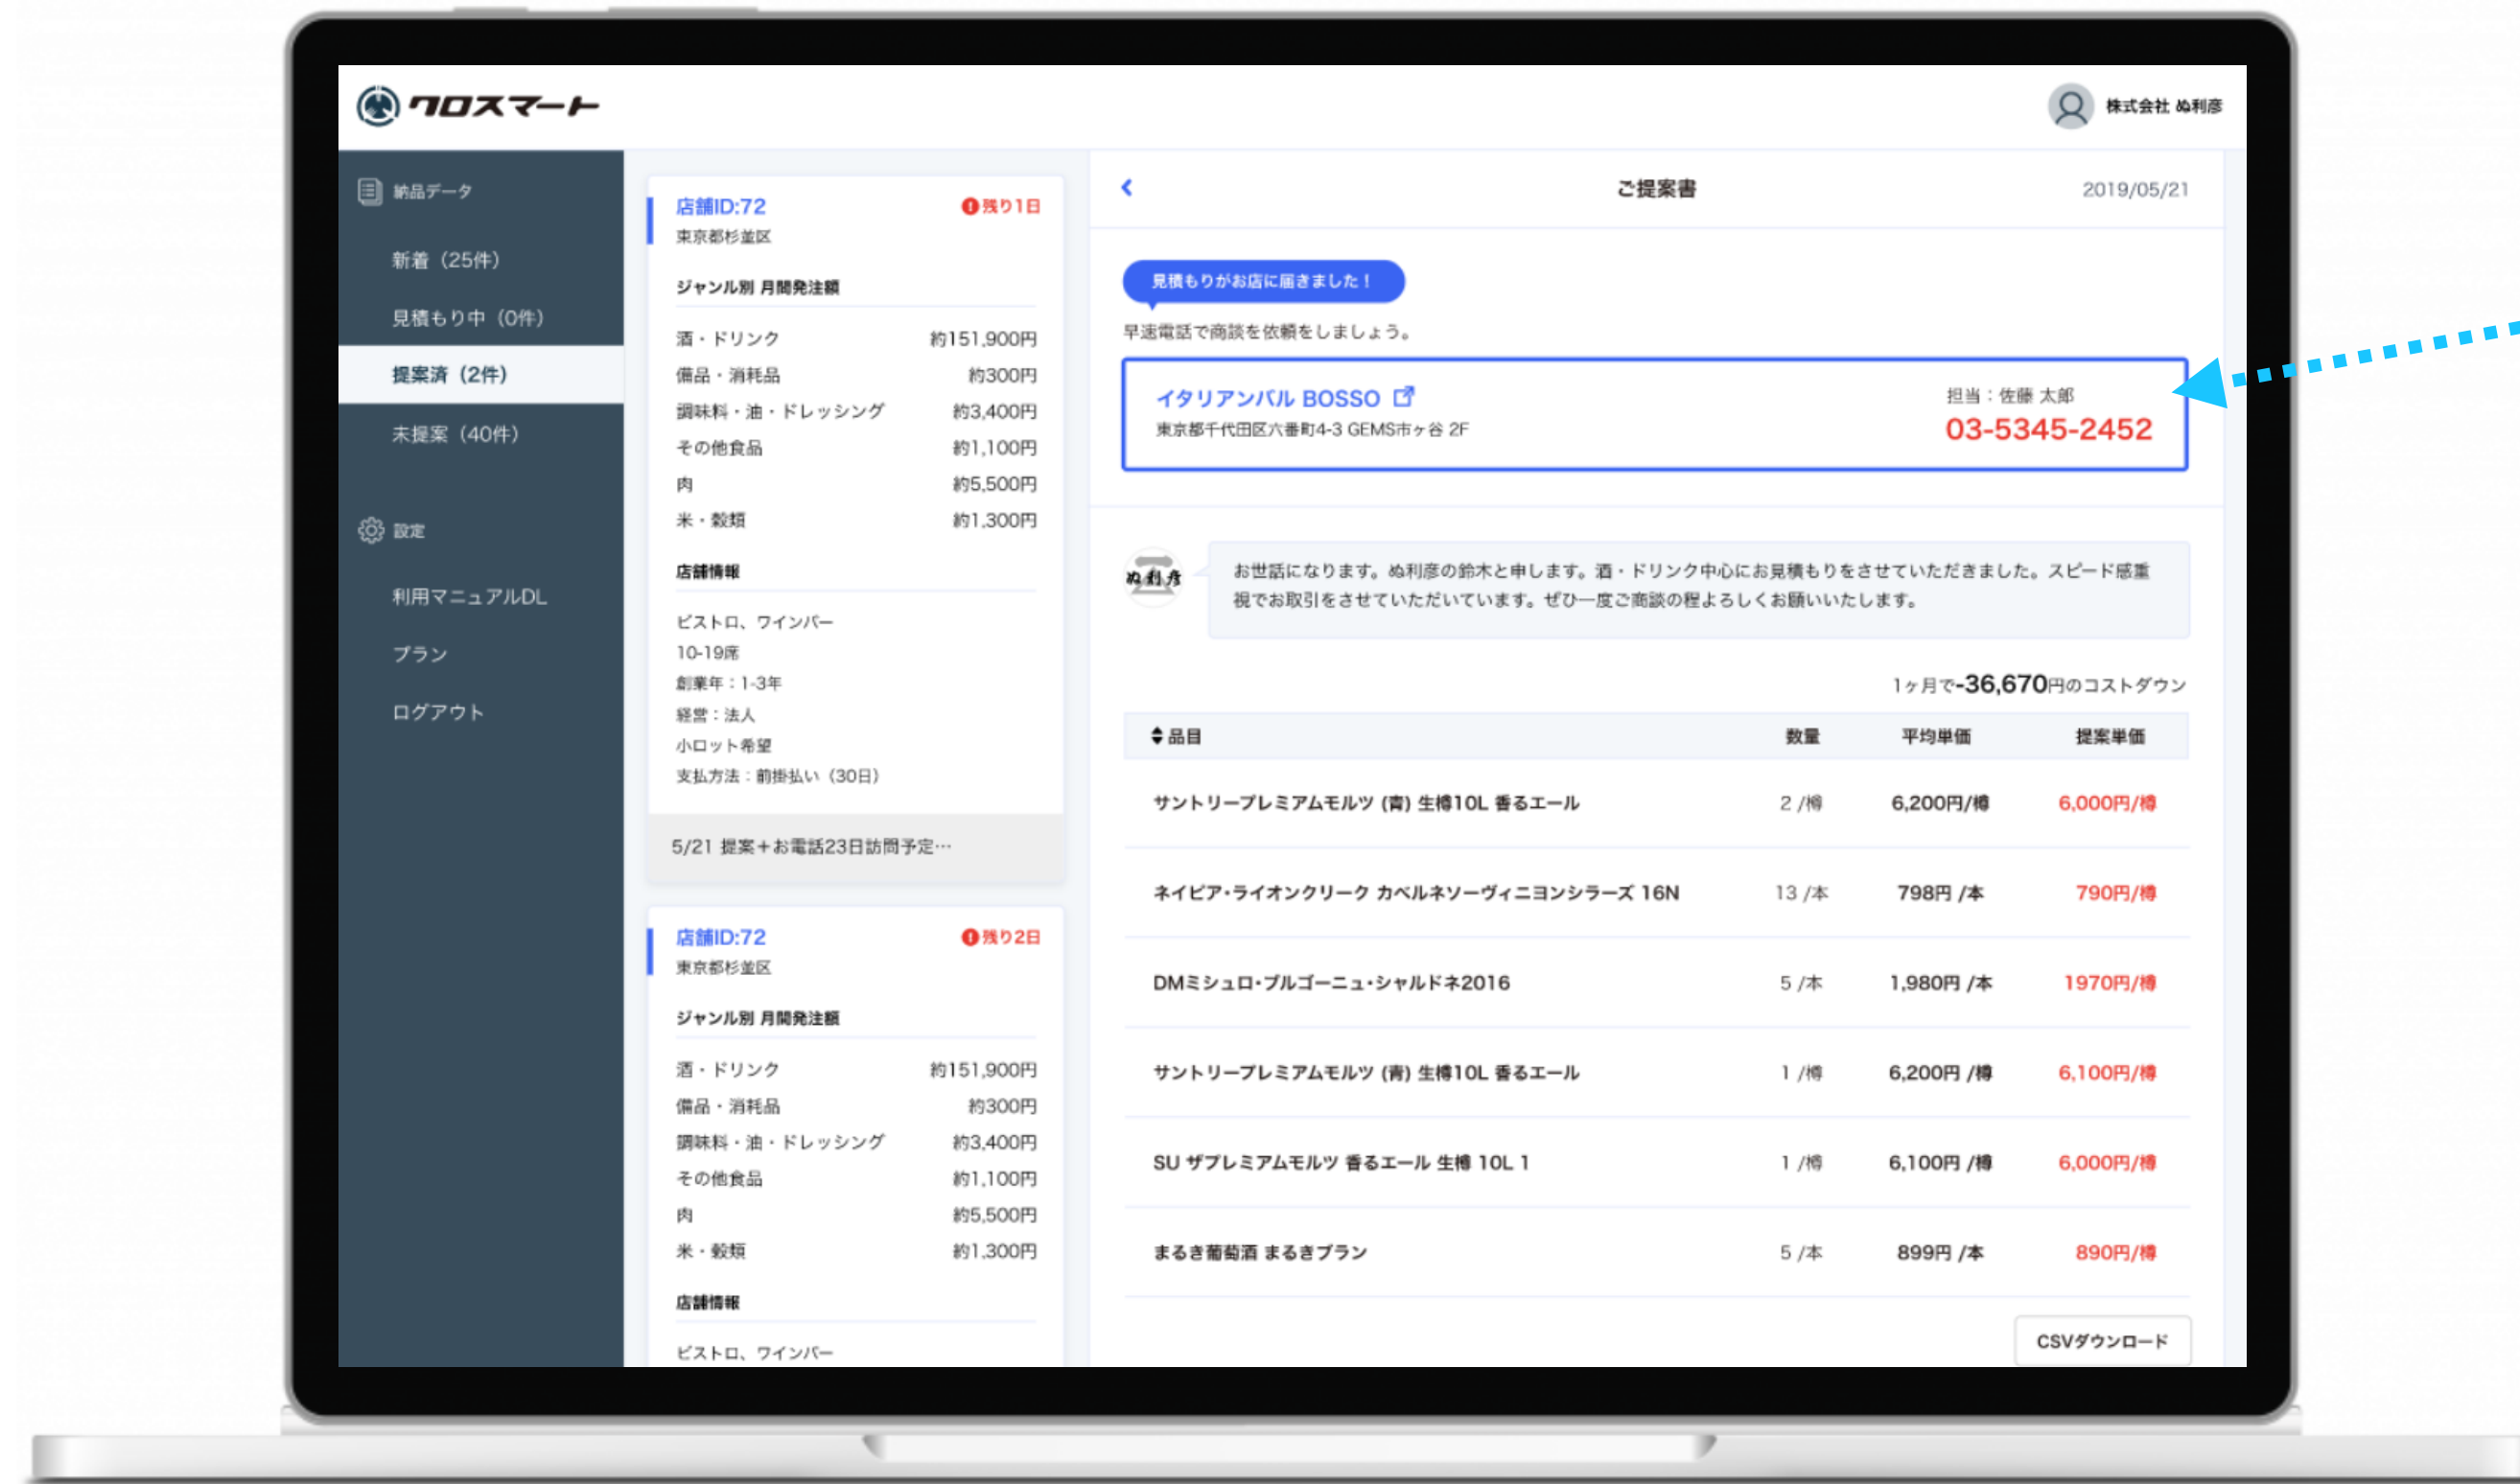 クロスマート
株式会社 ぬ利彦
納品データ
新着（25件）
見積もり中（0件）
提案済（2件）
未提案（40件）
設定
利用マニュアルDL
プラン
ログアウト
店舗ID:72
残り1日
東京都杉並区
ジャンル別 月間発注額
酒・ドリンク 約151,900円
備品・消耗品 約300円
調味料・油・ドレッシング 約3,400円
その他食品 約1,100円
肉 約5,500円
米・穀類 約1,300円
店舗情報
ビストロ、ワインバー
10-19席
創業年：1-3年
経営：法人
小ロット希望
支払方法：前掛払い（30日）
5/21 提案＋お電話23日訪問予定…
店舗ID:72
残り2日
東京都杉並区
ジャンル別 月間発注額
酒・ドリンク 約151,900円
備品・消耗品 約300円
調味料・油・ドレッシング 約3,400円
その他食品 約1,100円
肉 約5,500円
米・穀類 約1,300円
店舗情報
ビストロ、ワインバー
ご提案書
2019/05/21
見積もりがお店に届きました！
早速電話で商談を依頼をしましょう。
イタリアンバル BOSSO
東京都千代田区六番町4-3 GEMS市ヶ谷 2F
担当：佐藤 太郎
03-5345-2452
ぬ利彦
お世話になります。ぬ利彦の鈴木と申します。酒・ドリンク中心にお見積もりをさせていただきました。スピード感重
視でお取引をさせていただいています。ぜひ一度ご商談の程よろしくお願いいたします。
1ヶ月で-36,670円のコストダウン
品目 数量 平均単価 提案単価
サントリープレミアムモルツ (青) 生樽10L 香るエール 2 /樽 6,200円/樽 6,000円/樽
ネイピア・ライオンクリーク カベルネソーヴィニヨンシラーズ 16N 13 /本 798円 /本 790円/樽
DMミシュロ・ブルゴーニュ・シャルドネ2016 5 /本 1,980円 /本 1970円/樽
サントリープレミアムモルツ (青) 生樽10L 香るエール 1 /樽 6,200円 /樽 6,100円/樽
SU ザプレミアムモルツ 香るエール 生樽 10L 1 1 /樽 6,100円 /樽 6,000円/樽
まるき葡萄酒 まるきブラン 5 /本 899円 /本 890円/樽
CSVダウンロード